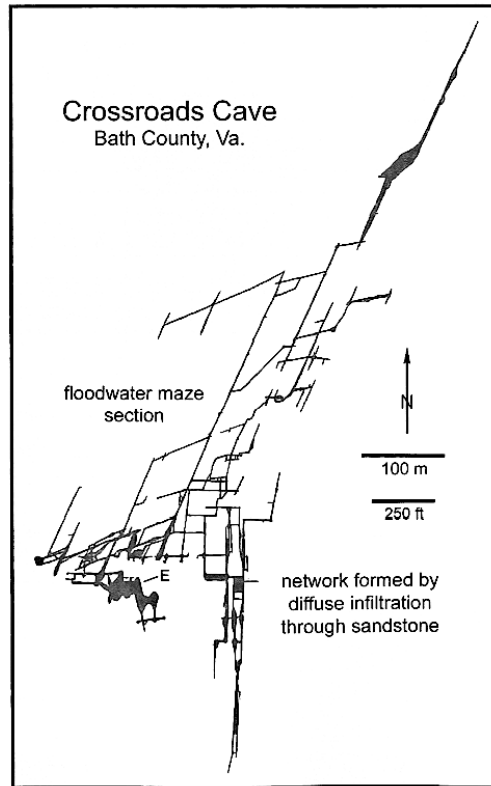 Crossroads Cave
Bath County, Va.
floodwater maze
section
N
100 m
250 ft
E
network formed by
diffuse infiltration
through sandstone